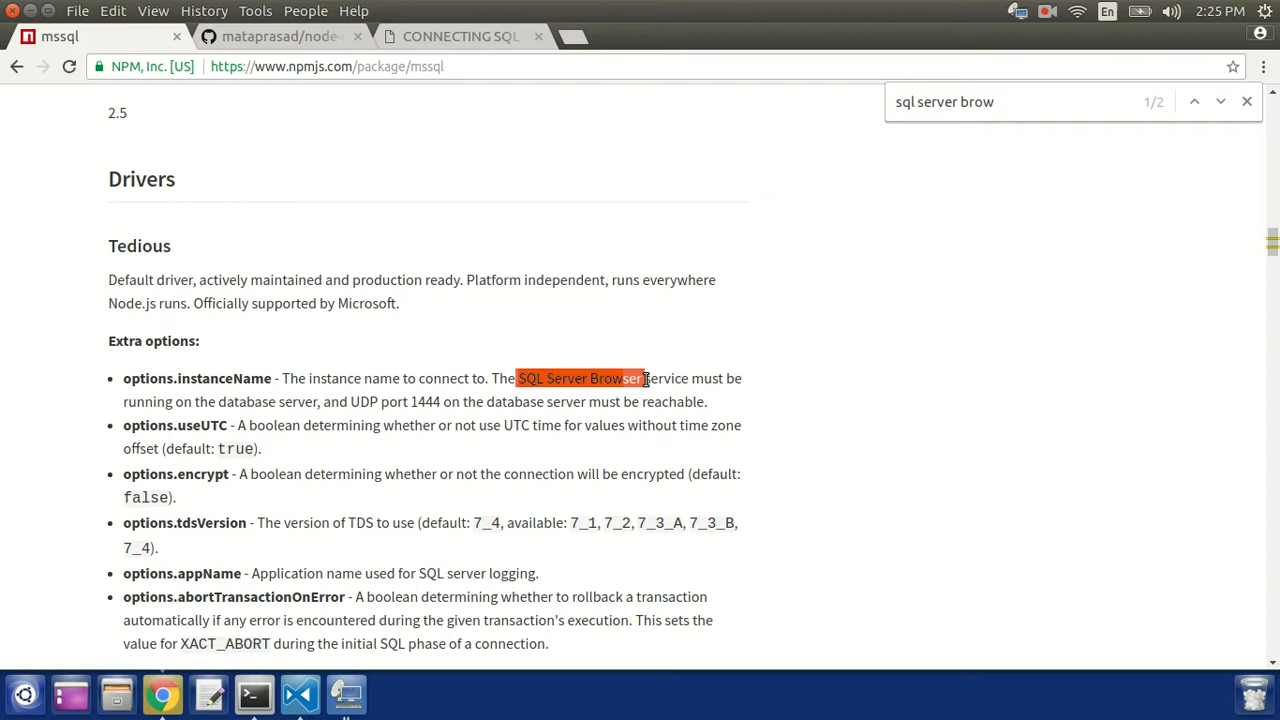 File Edit View History Tools People Help
En
2:25 PM
mssql
mataprasad/node-
CONNECTING SQL
NPM, Inc. [US]
https://www.npmjs.com/package/mssql
sql server brow
1/2
2.5
Drivers
Tedious
Default driver, actively maintained and production ready. Platform independent, runs everywhere
Node.js runs. Officially supported by Microsoft.
Extra options:
• options.instanceName - The instance name to connect to. The SQL Server Browser service must be
running on the database server, and UDP port 1444 on the database server must be reachable.
• options.useUTC - A boolean determining whether or not use UTC time for values without time zone
offset (default: true).
• options.encrypt - A boolean determining whether or not the connection will be encrypted (default:
false).
• options.tdsVersion - The version of TDS to use (default: 7_4, available: 7_1, 7_2, 7_3_A, 7_3_B,
7_4).
• options.appName - Application name used for SQL server logging.
• options.abortTransactionOnError - A boolean determining whether to rollback a transaction
automatically if any error is encountered during the given transaction's execution. This sets the
value for XACT_ABORT during the initial SQL phase of a connection.